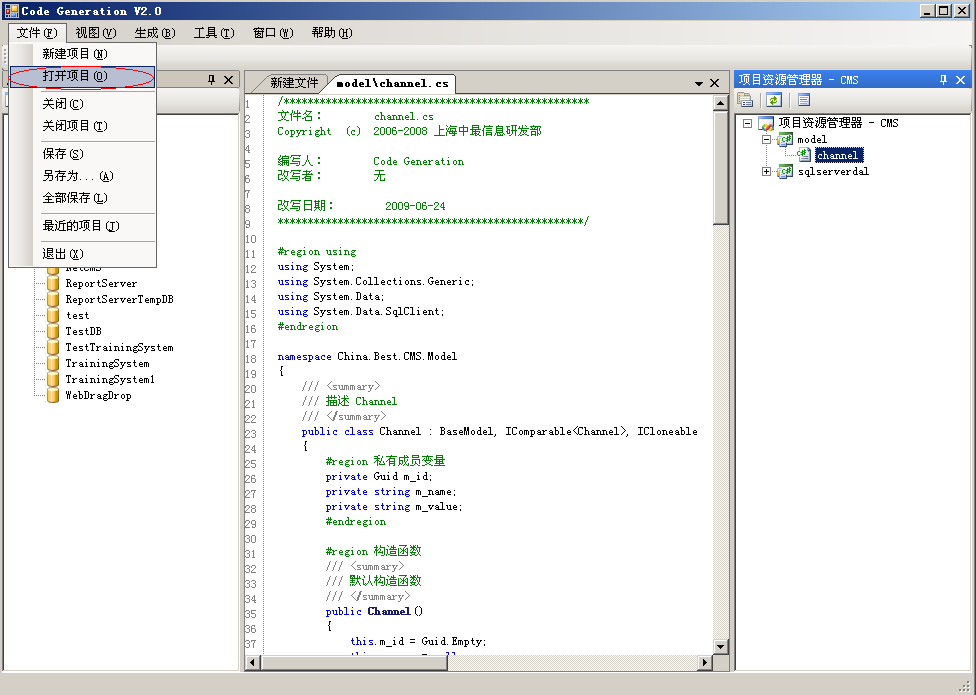 Code Generation V2.0
文件(F) 视图(V) 生成(B) 工具(T) 窗口(W) 帮助(H)
新建项目(N)
打开项目(O)
关闭(C)
关闭项目(T)
保存(S)
另存为...(A)
全部保存(L)
最近的项目(J)
退出(X)
NetCMS
ReportServer
ReportServerTempDB
test
TestDB
TestTrainingSystem
TrainingSystem
TrainingSystem1
WebDragDrop
新建文件 model\channel.cs
1 /***************************************************
2 文件名： channel.cs
3 Copyright (c) 2006-2008 上海中最信息研发部
4
5 编写人： Code Generation
6 改写者： 无
7
8 改写日期： 2009-06-24
9 ***************************************************/
10
11 #region using
12 using System;
13 using System.Collections.Generic;
14 using System.Data;
15 using System.Data.SqlClient;
16 #endregion
17
18 namespace China.Best.CMS.Model
19 {
20 /// <summary>
21 /// 描述 Channel
22 /// </summary>
23 public class Channel : BaseModel, IComparable<Channel>, ICloneable
24 {
25 #region 私有成员变量
26 private Guid m_id;
27 private string m_name;
28 private string m_value;
29 #endregion
30
31 #region 构造函数
32 /// <summary>
33 /// 默认构造函数
34 /// </summary>
35 public Channel()
36 {
37 this.m_id = Guid.Empty;
项目资源管理器 - CMS
项目资源管理器 - CMS
model
channel
sqlserverdal